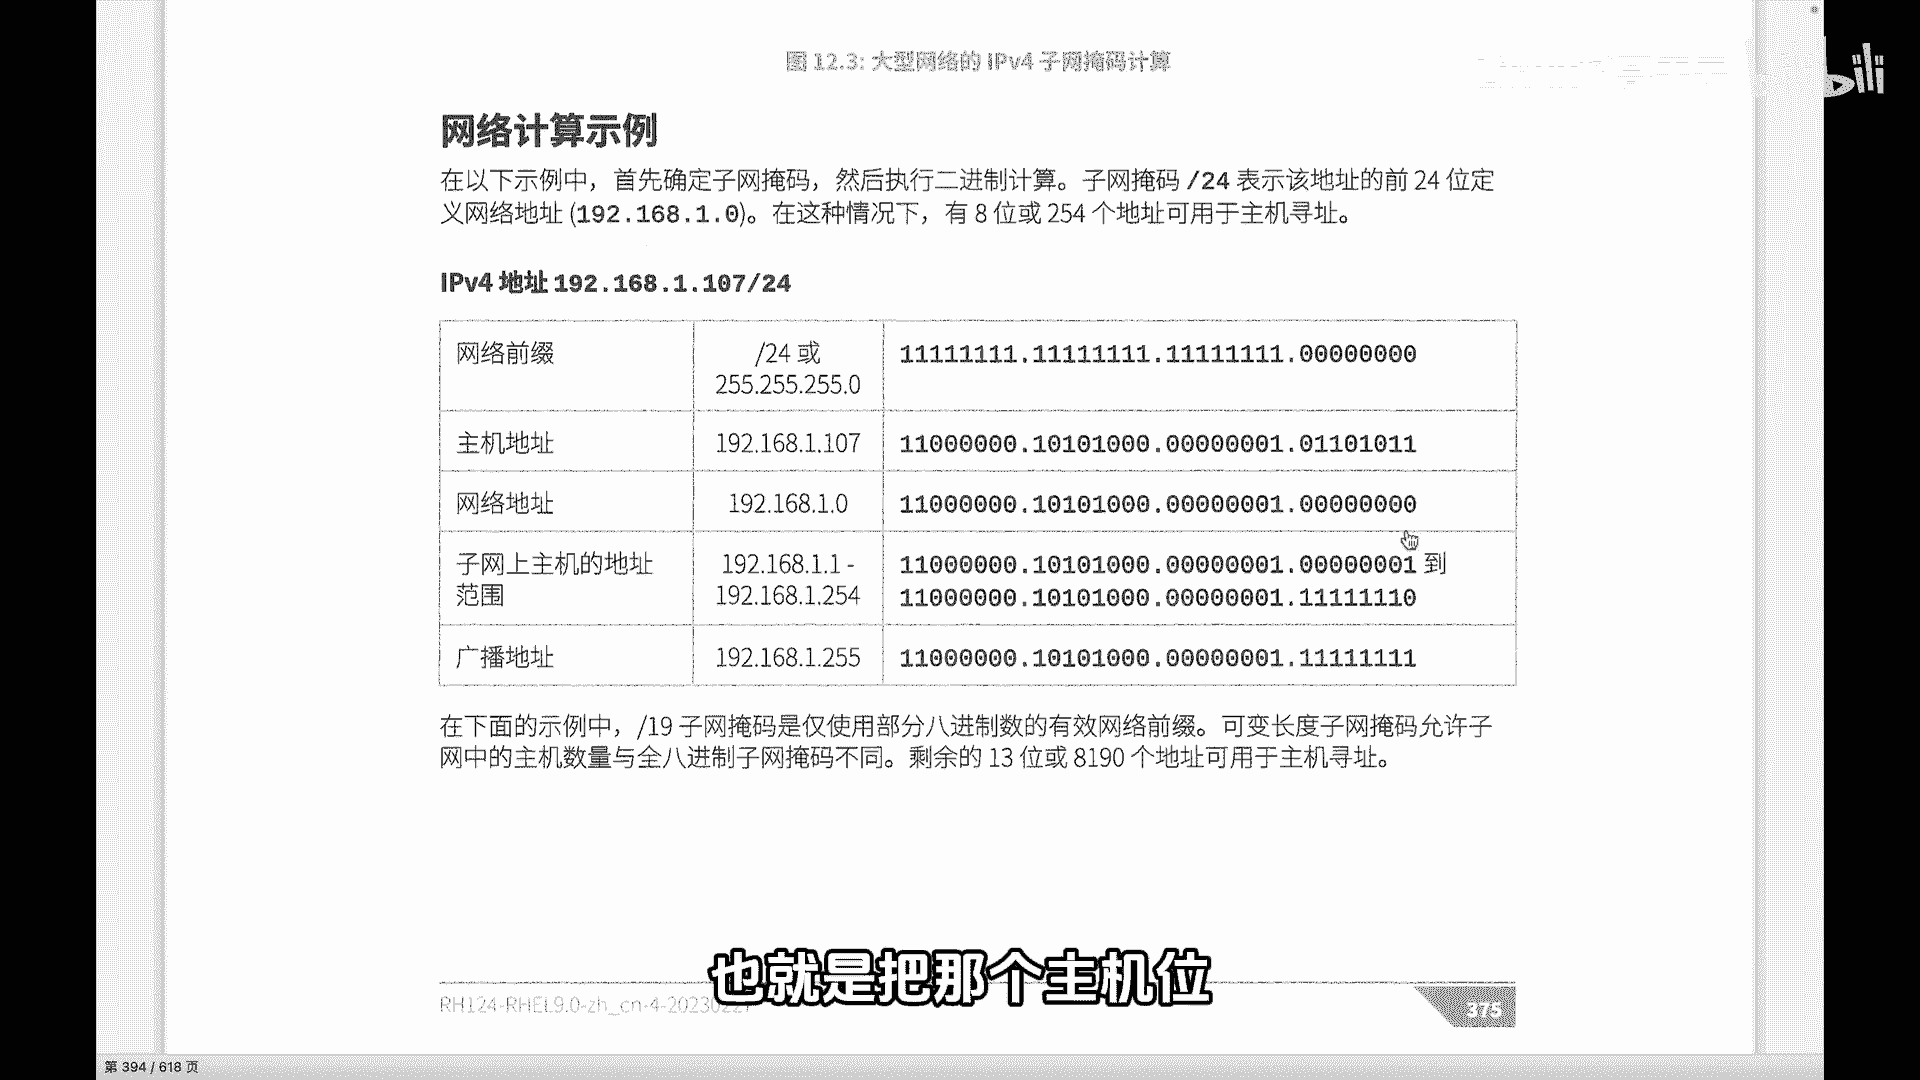 图 12.3: 大型网络的 IPv4 子网掩码计算
bili
网络计算示例
在以下示例中，首先确定子网掩码，然后执行二进制计算。子网掩码 /24 表示该地址的前 24 位定
义网络地址 (192.168.1.0)。在这种情况下，有 8 位或 254 个地址可用于主机寻址。
IPv4 地址 192.168.1.107/24
网络前缀 /24 或 11111111.11111111.11111111.00000000
255.255.255.0
主机地址 192.168.1.107 11000000.10101000.00000001.01101011
网络地址 192.168.1.0 11000000.10101000.00000001.00000000
子网上主机的地址 192.168.1.1 - 11000000.10101000.00000001.00000001 到
范围 192.168.1.254 11000000.10101000.00000001.11111110
广播地址 192.168.1.255 11000000.10101000.00000001.11111111
在下面的示例中，/19 子网掩码是仅使用部分八进制数的有效网络前缀。可变长度子网掩码允许子
网中的主机数量与全八进制子网掩码不同。剩余的 13 位或 8190 个地址可用于主机寻址。
也就是把那个主机位
RH124-RHEL9.0-zh_cn-4-20230227
375
第 394 / 618 页